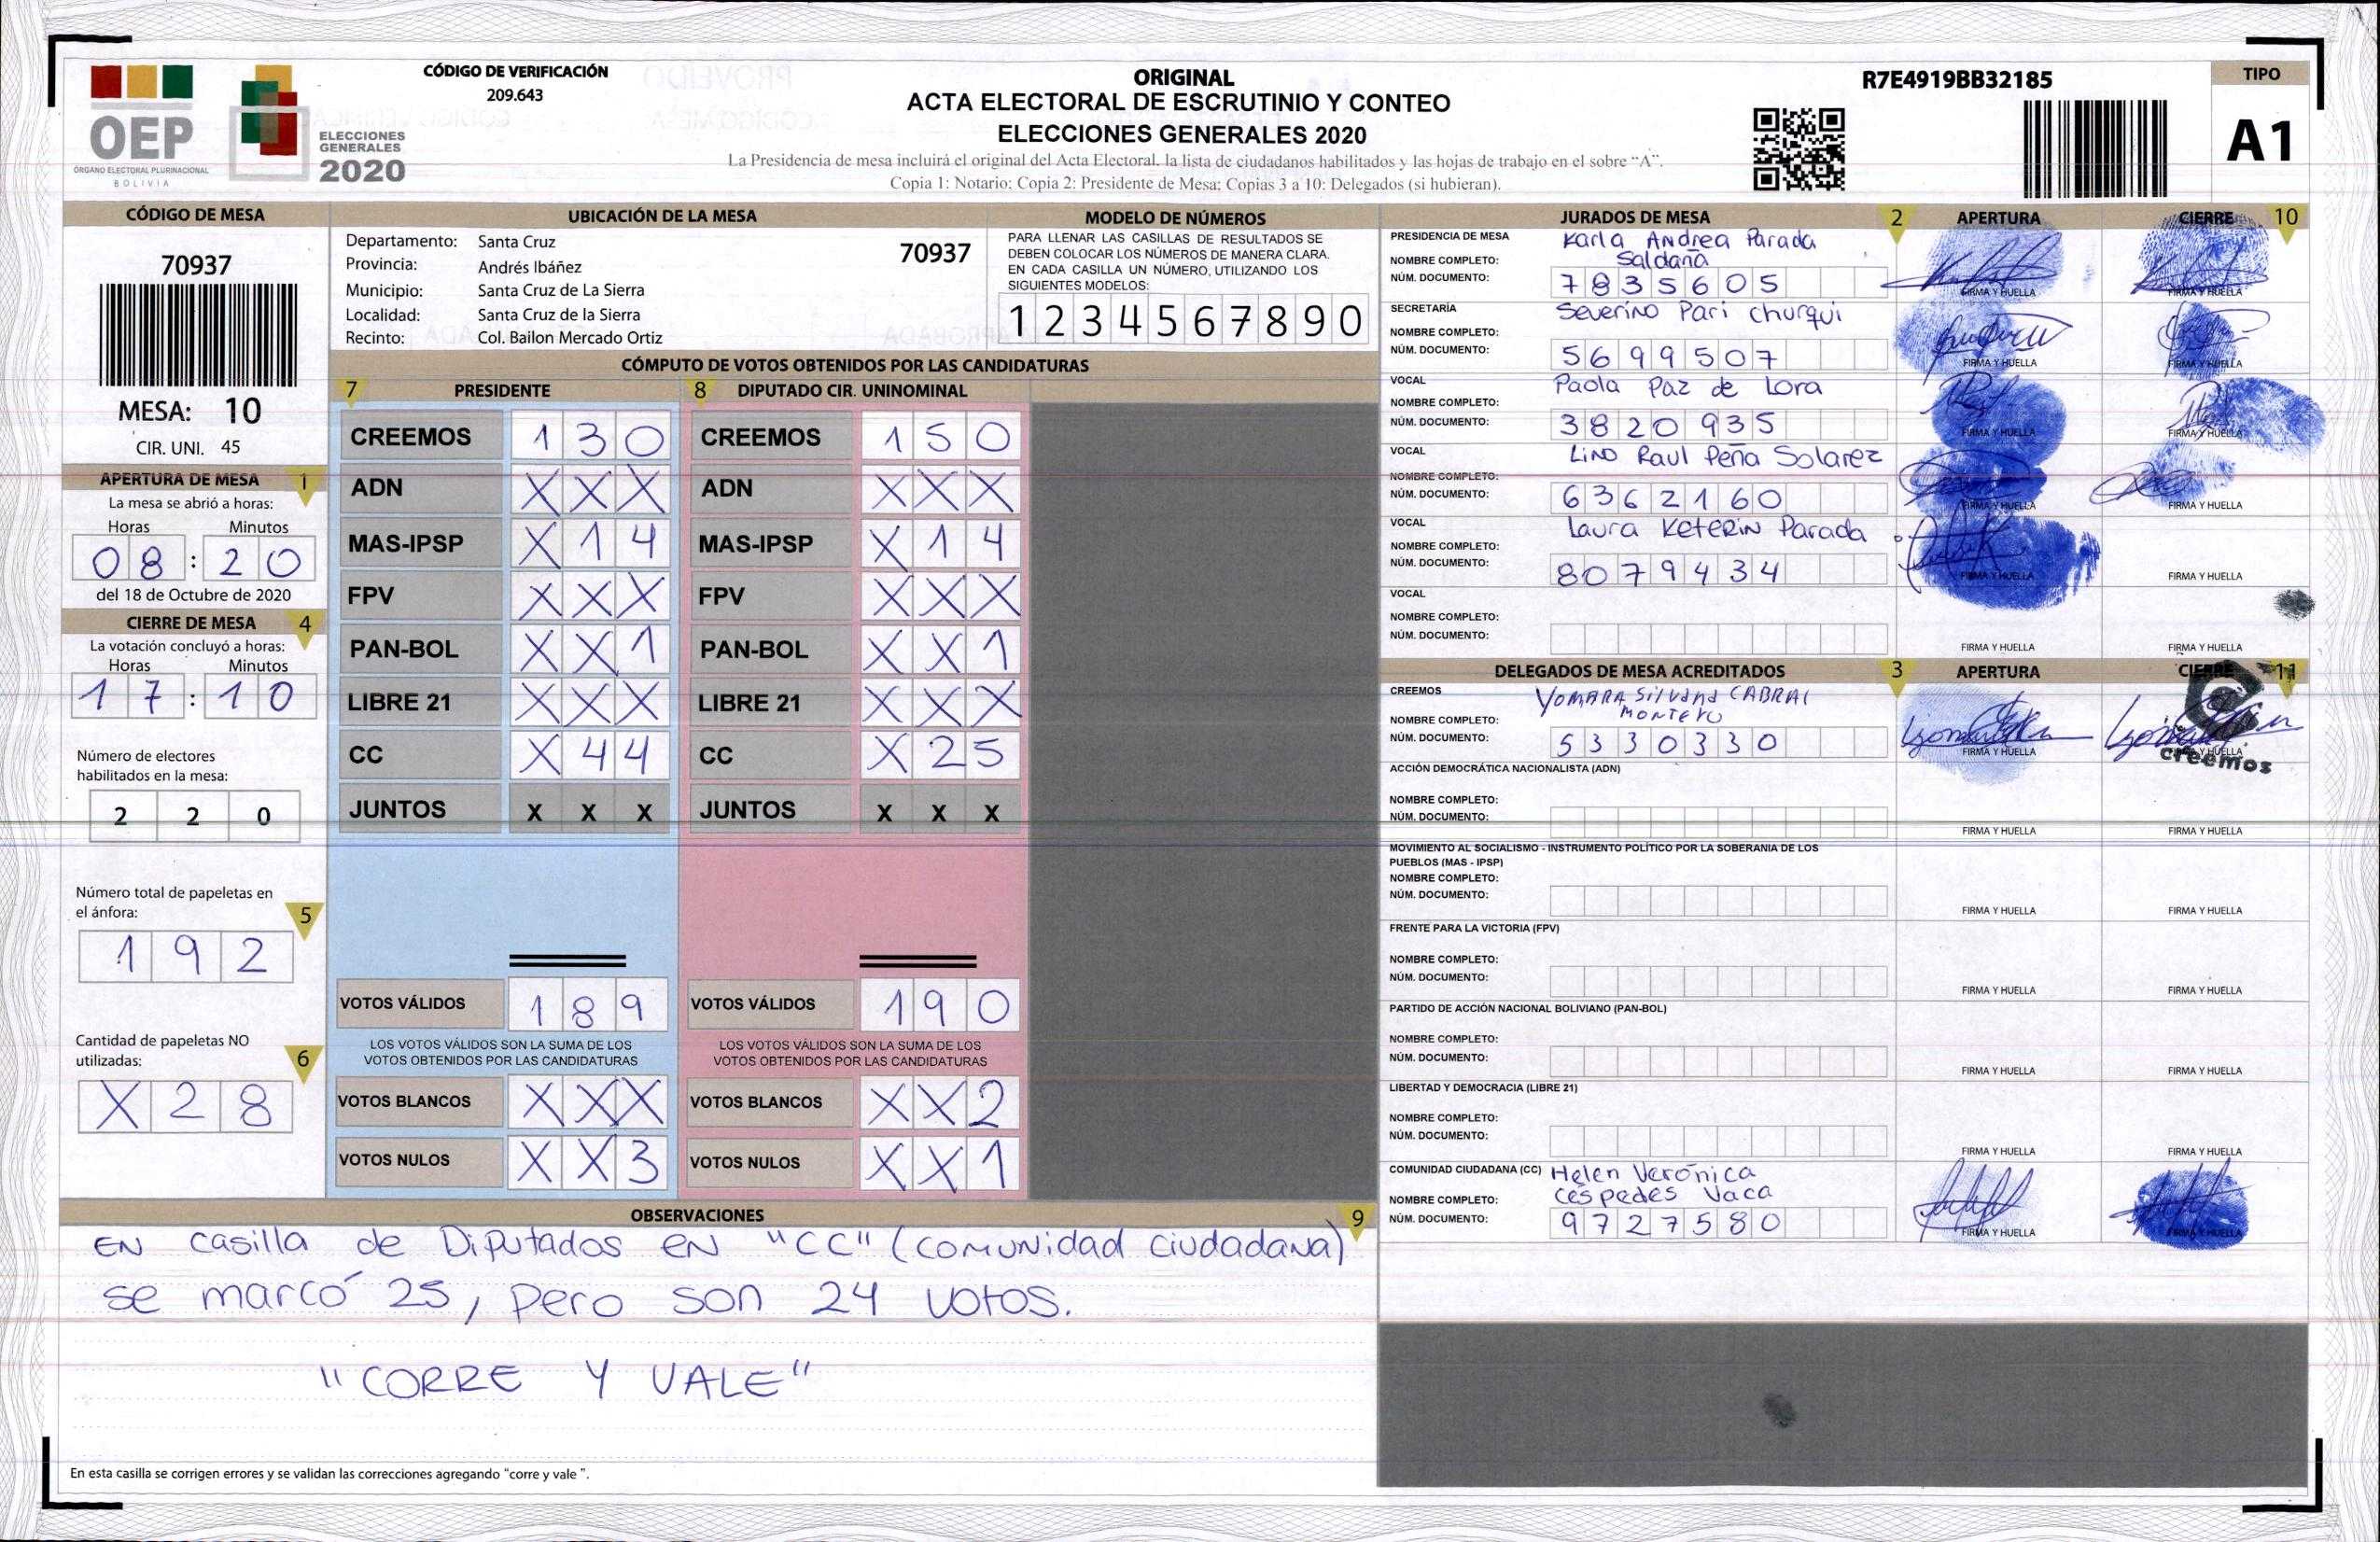 OEP
ÓRGANO ELECTORAL PLURINACIONAL
BOLIVIA
ELECCIONES
GENERALES
2020
CÓDIGO DE VERIFICACIÓN
209.643
ORIGINAL
ACTA ELECTORAL DE ESCRUTINIO Y CONTEO
ELECCIONES GENERALES 2020
La Presidencia de mesa incluirá el original del Acta Electoral, la lista de ciudadanos habilitados y las hojas de trabajo en el sobre "A".
Copia 1: Notario; Copia 2: Presidente de Mesa; Copias 3 a 10: Delegados (si hubieran).
R7E4919BB32185
TIPO
A1
CÓDIGO DE MESA
70937
MESA: 10
CIR. UNI. 45
APERTURA DE MESA 1
La mesa se abrió a horas:
Horas Minutos
08 : 20
del 18 de Octubre de 2020
CIERRE DE MESA 4
La votación concluyó a horas:
Horas Minutos
17 : 10
Número de electores
habilitados en la mesa:
2 2 0
Número total de papeletas en
el ánfora: 5
1 9 2
Cantidad de papeletas NO
utilizadas: 6
X 2 8
UBICACIÓN DE LA MESA
Departamento: Santa Cruz 70937
Provincia: Andrés Ibáñez
Municipio: Santa Cruz de La Sierra
Localidad: Santa Cruz de la Sierra
Recinto: Col. Bailon Mercado Ortiz
MODELO DE NÚMEROS
PARA LLENAR LAS CASILLAS DE RESULTADOS SE
DEBEN COLOCAR LOS NÚMEROS DE MANERA CLARA.
EN CADA CASILLA UN NÚMERO, UTILIZANDO LOS
SIGUIENTES MODELOS:
1 2 3 4 5 6 7 8 9 0
CÓMPUTO DE VOTOS OBTENIDOS POR LAS CANDIDATURAS
7 PRESIDENTE 8 DIPUTADO CIR. UNINOMINAL
CREEMOS 1 3 0 CREEMOS 1 5 0
ADN X X X ADN X X X
MAS-IPSP X 1 4 MAS-IPSP X 1 4
FPV X X X FPV X X X
PAN-BOL X X 1 PAN-BOL X X 1
LIBRE 21 X X X LIBRE 21 X X X
CC X 4 4 CC X 2 5
JUNTOS X X X JUNTOS X X X
VOTOS VÁLIDOS 1 8 9 VOTOS VÁLIDOS 1 9 0
LOS VOTOS VÁLIDOS SON LA SUMA DE LOS LOS VOTOS VÁLIDOS SON LA SUMA DE LOS
VOTOS OBTENIDOS POR LAS CANDIDATURAS VOTOS OBTENIDOS POR LAS CANDIDATURAS
VOTOS BLANCOS X X X VOTOS BLANCOS X X 2
VOTOS NULOS X X 3 VOTOS NULOS X X 1
OBSERVACIONES 9
EN casilla de Diputados en "CC" (comunidad ciudadana)
se marcó 25, pero son 24 votos.
"CORRE Y VALE"
En esta casilla se corrigen errores y se validan las correcciones agregando "corre y vale ".
JURADOS DE MESA 2 APERTURA CIERRE 10
PRESIDENCIA DE MESA Karla Andrea Parada
NOMBRE COMPLETO: Saldaña
NÚM. DOCUMENTO: 7835605 FIRMA Y HUELLA FIRMA Y HUELLA
SECRETARÍA Severino Pari Churqui
NOMBRE COMPLETO:
NÚM. DOCUMENTO: 5699507 FIRMA Y HUELLA FIRMA Y HUELLA
VOCAL Paola Paz de Lora
NOMBRE COMPLETO:
NÚM. DOCUMENTO: 3820935 FIRMA Y HUELLA FIRMA Y HUELLA
VOCAL Lino Raul Peña Solarez
NOMBRE COMPLETO:
NÚM. DOCUMENTO: 6362160 FIRMA Y HUELLA FIRMA Y HUELLA
VOCAL Laura Keterin Parada
NOMBRE COMPLETO:
NÚM. DOCUMENTO: 8079434 FIRMA Y HUELLA FIRMA Y HUELLA
VOCAL
NOMBRE COMPLETO:
NÚM. DOCUMENTO: FIRMA Y HUELLA FIRMA Y HUELLA
DELEGADOS DE MESA ACREDITADOS 3 APERTURA CIERRE 11
CREEMOS YOMARA Silvana CABRAL
NOMBRE COMPLETO:
NÚM. DOCUMENTO: 5330330 FIRMA Y HUELLA FIRMA Y HUELLA
creemos
ACCIÓN DEMOCRÁTICA NACIONALISTA (ADN)
NOMBRE COMPLETO:
NÚM. DOCUMENTO: FIRMA Y HUELLA FIRMA Y HUELLA
MOVIMIENTO AL SOCIALISMO - INSTRUMENTO POLÍTICO POR LA SOBERANIA DE LOS
PUEBLOS (MAS - IPSP)
NOMBRE COMPLETO:
NÚM. DOCUMENTO: FIRMA Y HUELLA FIRMA Y HUELLA
FRENTE PARA LA VICTORIA (FPV)
NOMBRE COMPLETO:
NÚM. DOCUMENTO: FIRMA Y HUELLA FIRMA Y HUELLA
PARTIDO DE ACCIÓN NACIONAL BOLIVIANO (PAN-BOL)
NOMBRE COMPLETO:
NÚM. DOCUMENTO: FIRMA Y HUELLA FIRMA Y HUELLA
LIBERTAD Y DEMOCRACIA (LIBRE 21)
NOMBRE COMPLETO:
NÚM. DOCUMENTO: FIRMA Y HUELLA FIRMA Y HUELLA
COMUNIDAD CIUDADANA (CC) Helen Verónica
NOMBRE COMPLETO: Céspedes Vaca
NÚM. DOCUMENTO: 9727580 FIRMA Y HUELLA FIRMA Y HUELLA